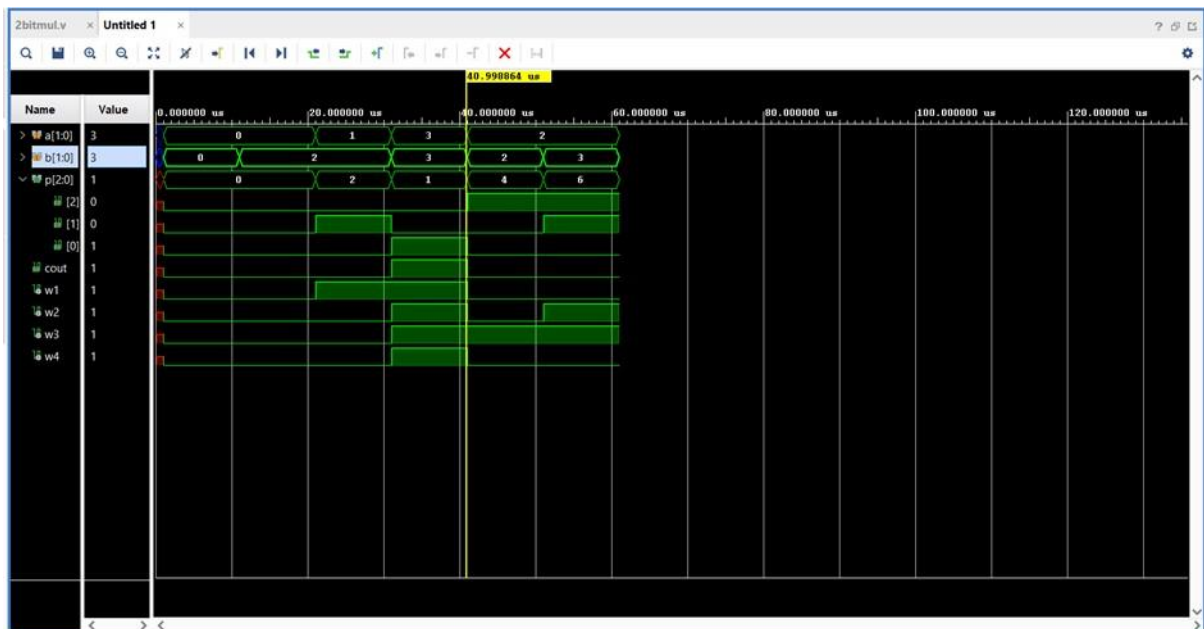 2bitmul.v × Untitled 1 ×
40.998864 us
Name Value
0.000000 us 20.000000 us 40.000000 us 60.000000 us 80.000000 us 100.000000 us 120.000000 us
a[1:0] 3 0 1 3 2
b[1:0] 3 0 2 3 2 3
p[2:0] 1 0 2 1 4 6
[2] 0
[1] 0
[0] 1
cout 1
w1 1
w2 1
w3 1
w4 1